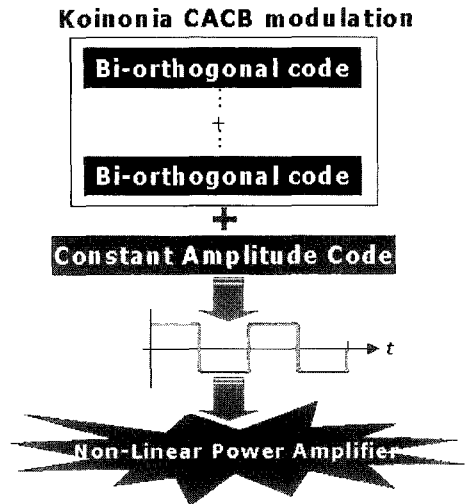 Koinonia CACB modulation
Bi-orthogonal code
+
Bi-orthogonal code
+
Constant Amplitude Code
t
Non-Linear Power Amplifier